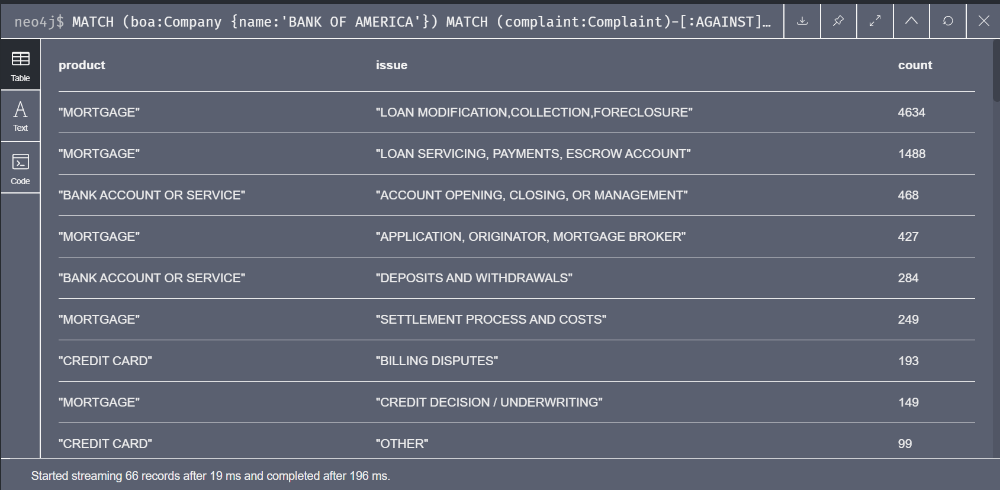 neo4j$ MATCH (boa:Company {name:'BANK OF AMERICA'}) MATCH (complaint:Complaint)-[:AGAINST]…
Table
Text
Code
product issue count
"MORTGAGE" "LOAN MODIFICATION,COLLECTION,FORECLOSURE" 4634
"MORTGAGE" "LOAN SERVICING, PAYMENTS, ESCROW ACCOUNT" 1488
"BANK ACCOUNT OR SERVICE" "ACCOUNT OPENING, CLOSING, OR MANAGEMENT" 468
"MORTGAGE" "APPLICATION, ORIGINATOR, MORTGAGE BROKER" 427
"BANK ACCOUNT OR SERVICE" "DEPOSITS AND WITHDRAWALS" 284
"MORTGAGE" "SETTLEMENT PROCESS AND COSTS" 249
"CREDIT CARD" "BILLING DISPUTES" 193
"MORTGAGE" "CREDIT DECISION / UNDERWRITING" 149
"CREDIT CARD" "OTHER" 99
Started streaming 66 records after 19 ms and completed after 196 ms.